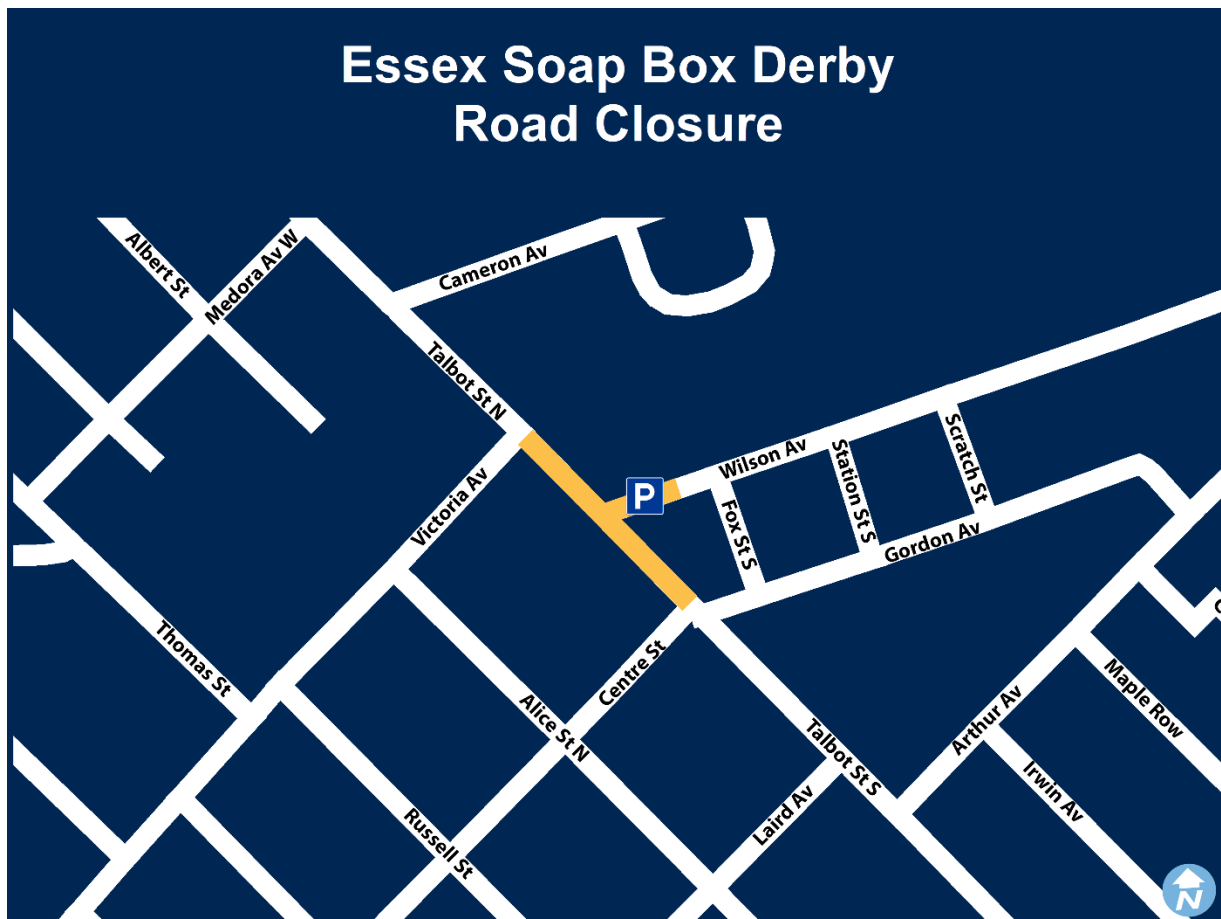 Essex Soap Box Derby
Road Closure
Albert St
Medora Av W
Cameron Av
Talbot St N
Victoria Av
P
Wilson Av
Fox St S
Station St S
Scratch St
Gordon Av
Thomas St
Centre St
Alice St N
Russell St
Talbot St S
Laird Av
Arthur Av
Maple Row
Irwin Av
N